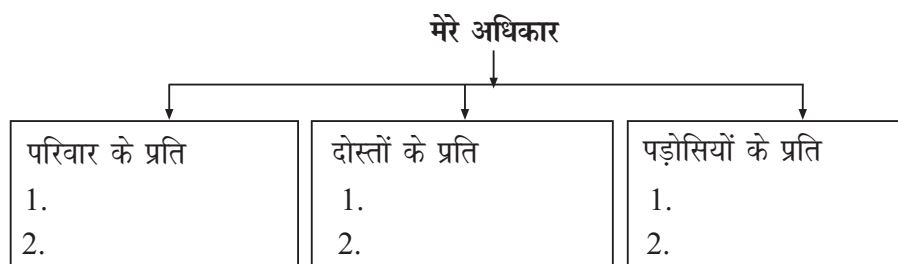 मेरे अधिकार
परिवार के प्रति
1.
2.
दोस्तों के प्रति
1.
2.
पड़ोसियों के प्रति
1.
2.